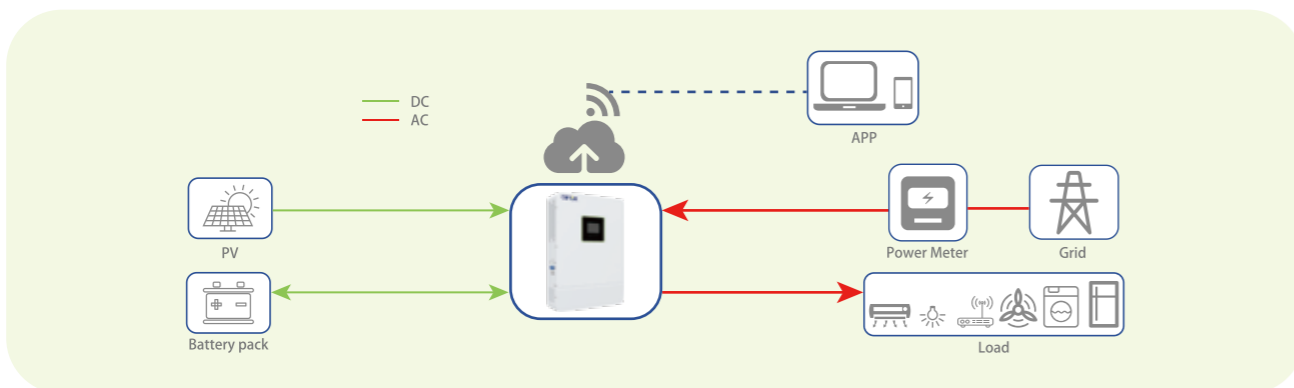 DC
AC
APP
PV
Power Meter
Grid
Battery pack
Load